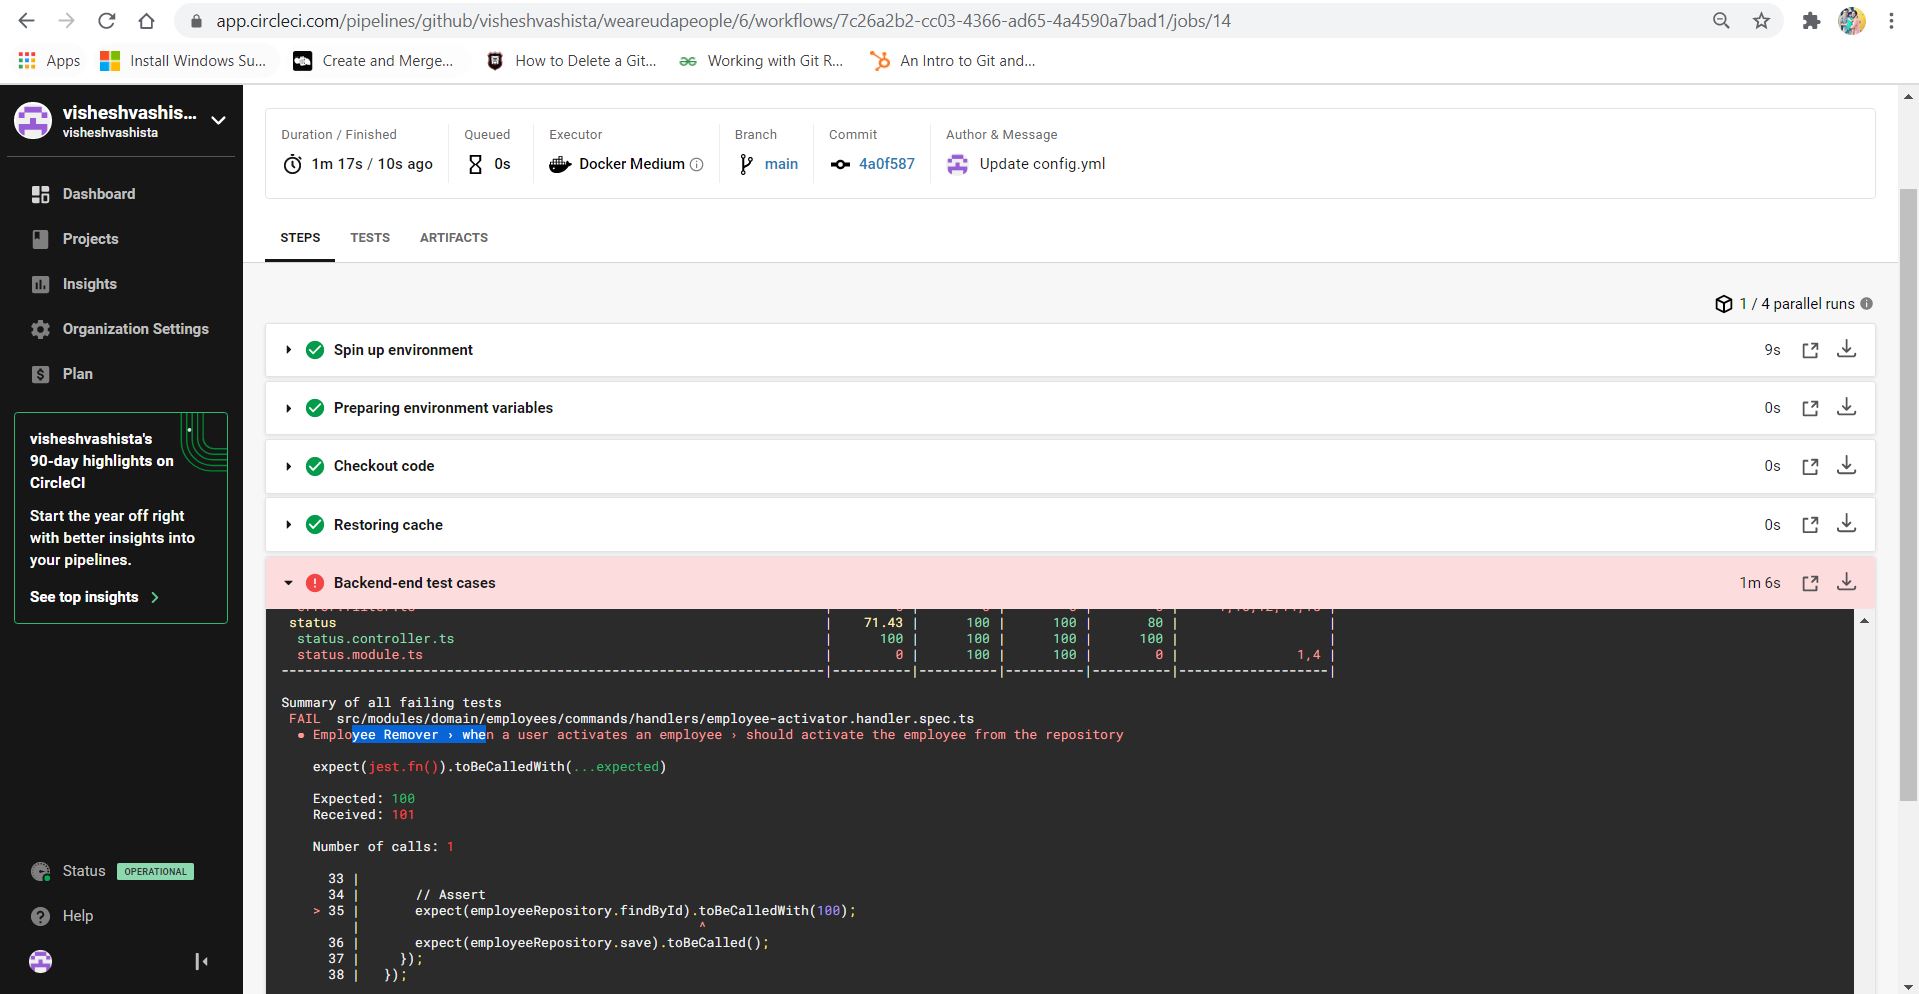 app.circleci.com/pipelines/github/visheshvashista/weareudapeople/6/workflows/7c26a2b2-cc03-4366-ad65-4a4590a7bad1/jobs/14
Apps
Install Windows Su...
Create and Merge...
How to Delete a Git...
Working with Git R...
An Intro to Git and...
visheshvashis...
visheshvashista
Dashboard
Projects
Insights
Organization Settings
Plan
visheshvashista's
90-day highlights on
CircleCI
Start the year off right
with better insights into
your pipelines.
See top insights
Status OPERATIONAL
Help
Duration / Finished
1m 17s / 10s ago
Queued
0s
Executor
Docker Medium
Branch
main
Commit
4a0f587
Author & Message
Update config.yml
STEPS TESTS ARTIFACTS
1 / 4 parallel runs
Spin up environment 9s
Preparing environment variables 0s
Checkout code 0s
Restoring cache 0s
Backend-end test cases 1m 6s
status | 71.43 | 100 | 100 | 80 | |
status.controller.ts | 100 | 100 | 100 | 100 | |
status.module.ts | 0 | 100 | 100 | 0 | 1,4 |
Summary of all failing tests
FAIL src/modules/domain/employees/commands/handlers/employee-activator.handler.spec.ts
● Employee Remover › when a user activates an employee › should activate the employee from the repository
expect(jest.fn()).toBeCalledWith(...expected)
Expected: 100
Received: 101
Number of calls: 1
33 |
34 | // Assert
> 35 | expect(employeeRepository.findById).toBeCalledWith(100);
| ^
36 | expect(employeeRepository.save).toBeCalled();
37 | });
38 | });